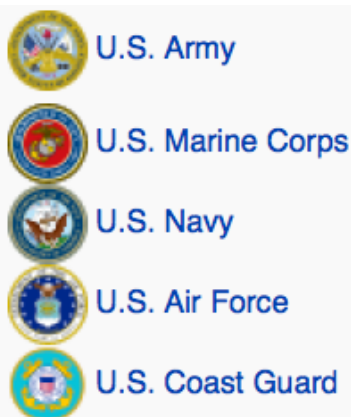 U.S. Army
U.S. Marine Corps
U.S. Navy
U.S. Air Force
U.S. Coast Guard